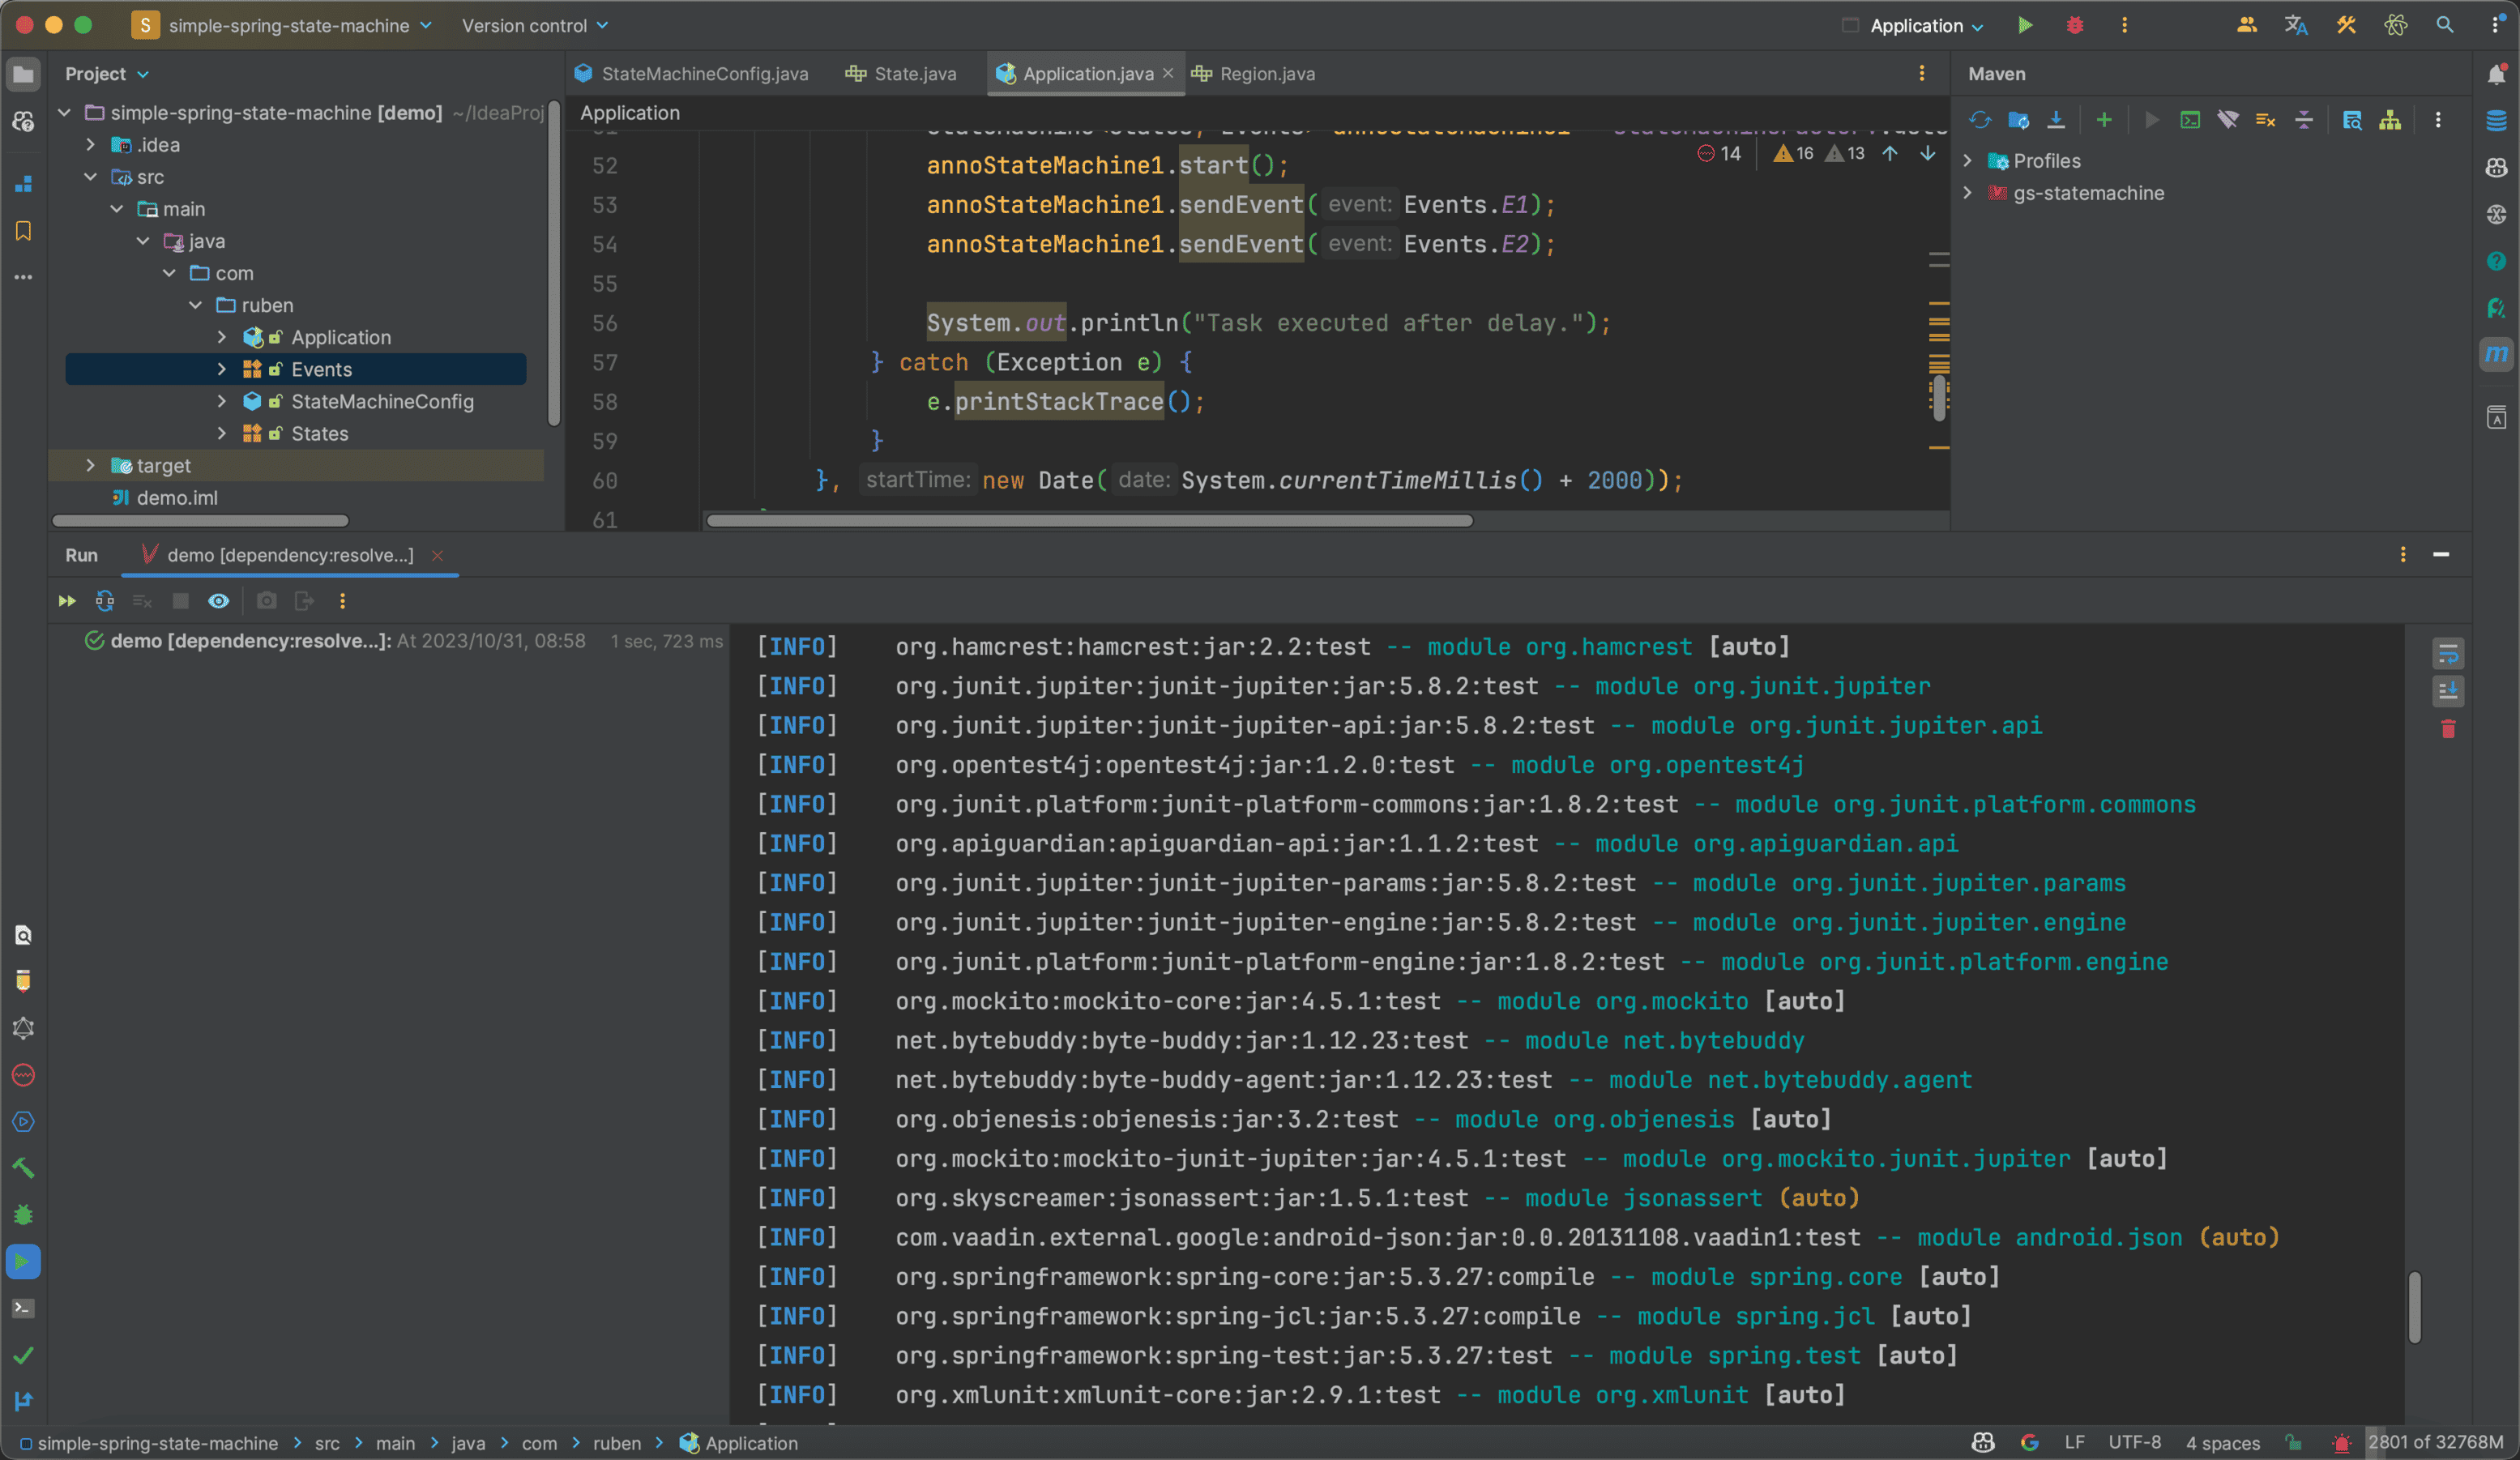 S simple-spring-state-machine Version control Application
Project
simple-spring-state-machine [demo] ~/IdeaProj
.idea
src
main
java
com
ruben
Application
Events
StateMachineConfig
States
target
demo.iml
StateMachineConfig.java State.java Application.java Region.java
Application
14 16 13
52 annoStateMachine1.start();
53 annoStateMachine1.sendEvent( event: Events.E1);
54 annoStateMachine1.sendEvent( event: Events.E2);
55
56 System.out.println("Task executed after delay.");
57 } catch (Exception e) {
58 e.printStackTrace();
59 }
60 }, startTime: new Date( date: System.currentTimeMillis() + 2000));
61
Maven
Profiles
gs-statemachine
Run demo [dependency:resolve...]
demo [dependency:resolve...]: At 2023/10/31, 08:58 1 sec, 723 ms
[INFO] org.hamcrest:hamcrest:jar:2.2:test -- module org.hamcrest [auto]
[INFO] org.junit.jupiter:junit-jupiter:jar:5.8.2:test -- module org.junit.jupiter
[INFO] org.junit.jupiter:junit-jupiter-api:jar:5.8.2:test -- module org.junit.jupiter.api
[INFO] org.opentest4j:opentest4j:jar:1.2.0:test -- module org.opentest4j
[INFO] org.junit.platform:junit-platform-commons:jar:1.8.2:test -- module org.junit.platform.commons
[INFO] org.apiguardian:apiguardian-api:jar:1.1.2:test -- module org.apiguardian.api
[INFO] org.junit.jupiter:junit-jupiter-params:jar:5.8.2:test -- module org.junit.jupiter.params
[INFO] org.junit.jupiter:junit-jupiter-engine:jar:5.8.2:test -- module org.junit.jupiter.engine
[INFO] org.junit.platform:junit-platform-engine:jar:1.8.2:test -- module org.junit.platform.engine
[INFO] org.mockito:mockito-core:jar:4.5.1:test -- module org.mockito [auto]
[INFO] net.bytebuddy:byte-buddy:jar:1.12.23:test -- module net.bytebuddy
[INFO] net.bytebuddy:byte-buddy-agent:jar:1.12.23:test -- module net.bytebuddy.agent
[INFO] org.objenesis:objenesis:jar:3.2:test -- module org.objenesis [auto]
[INFO] org.mockito:mockito-junit-jupiter:jar:4.5.1:test -- module org.mockito.junit.jupiter [auto]
[INFO] org.skyscreamer:jsonassert:jar:1.5.1:test -- module jsonassert (auto)
[INFO] com.vaadin.external.google:android-json:jar:0.0.20131108.vaadin1:test -- module android.json (auto)
[INFO] org.springframework:spring-core:jar:5.3.27:compile -- module spring.core [auto]
[INFO] org.springframework:spring-jcl:jar:5.3.27:compile -- module spring.jcl [auto]
[INFO] org.springframework:spring-test:jar:5.3.27:test -- module spring.test [auto]
[INFO] org.xmlunit:xmlunit-core:jar:2.9.1:test -- module org.xmlunit [auto]
simple-spring-state-machine > src > main > java > com > ruben > Application LF UTF-8 4 spaces 2801 of 32768M